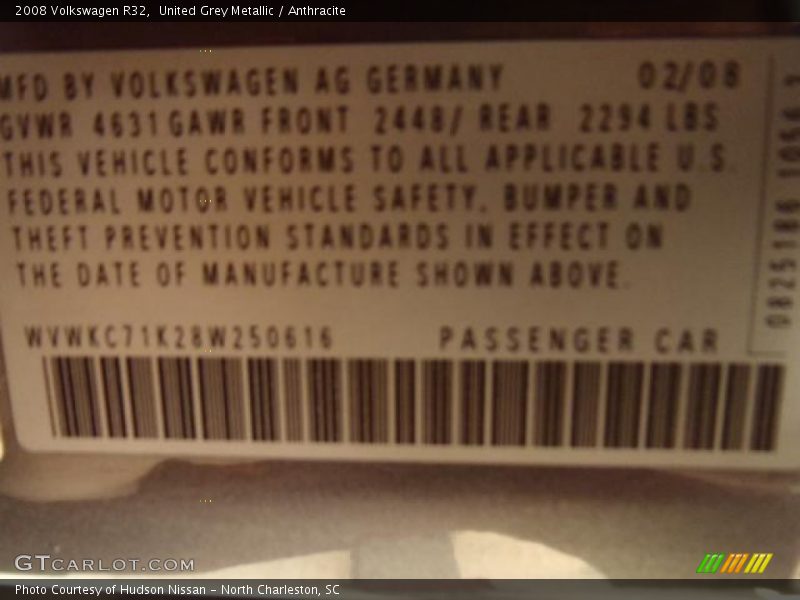 2008 Volkswagen R32, United Grey Metallic / Anthracite
MFD BY VOLKSWAGEN AG GERMANY 02/08
GVWR 4631 GAWR FRONT 2448/ REAR 2294 LBS
THIS VEHICLE CONFORMS TO ALL APPLICABLE U.S.
FEDERAL MOTOR VEHICLE SAFETY, BUMPER AND
THEFT PREVENTION STANDARDS IN EFFECT ON
THE DATE OF MANUFACTURE SHOWN ABOVE.
WVWKC71K28W250616 PASSENGER CAR
0825186
GTCARLOT.COM
Photo Courtesy of Hudson Nissan - North Charleston, SC